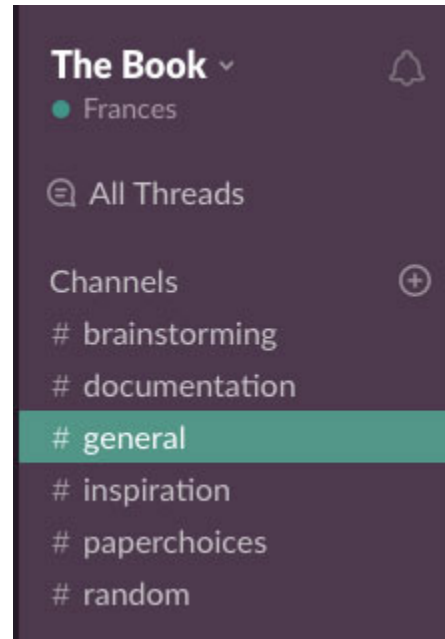 The Book
Frances
All Threads
Channels
# brainstorming
# documentation
# general
# inspiration
# paperchoices
# random